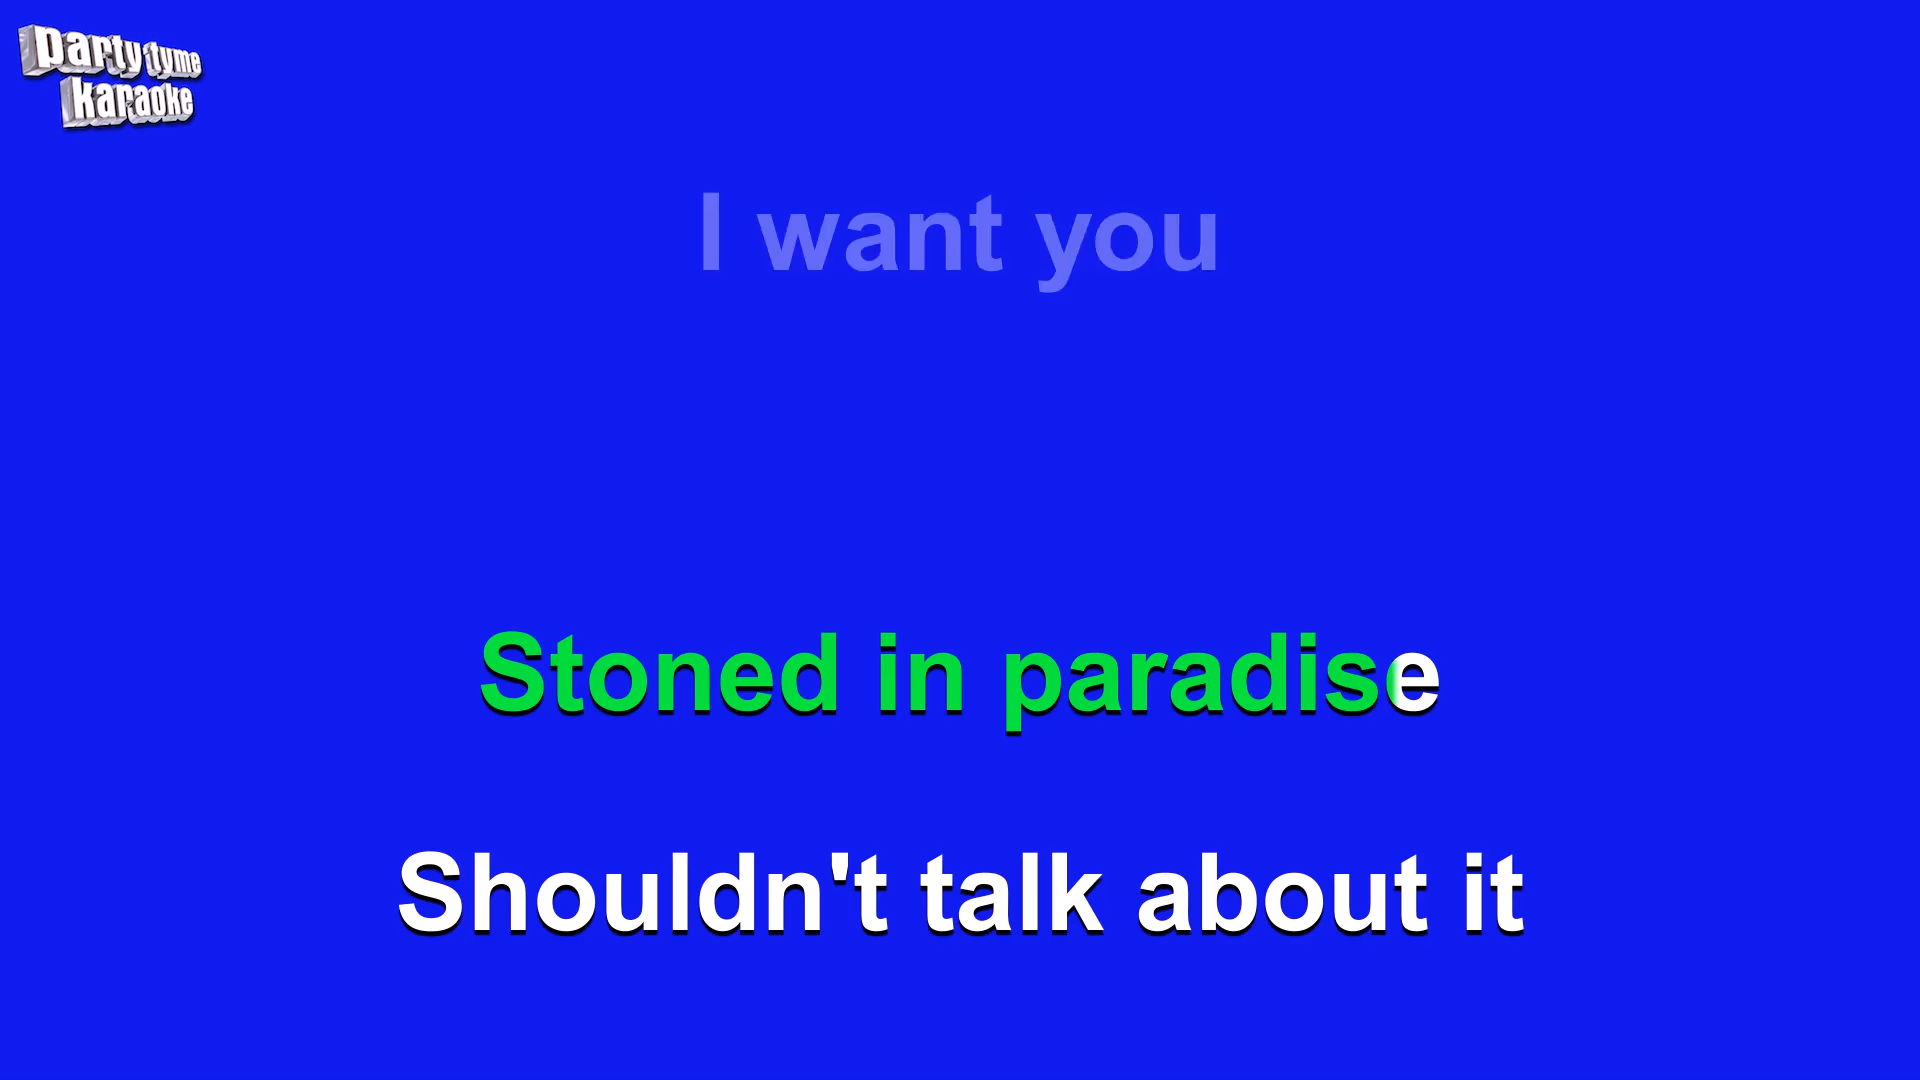 party tyme
karaoke
I want you
Stoned in paradise
Shouldn't talk about it